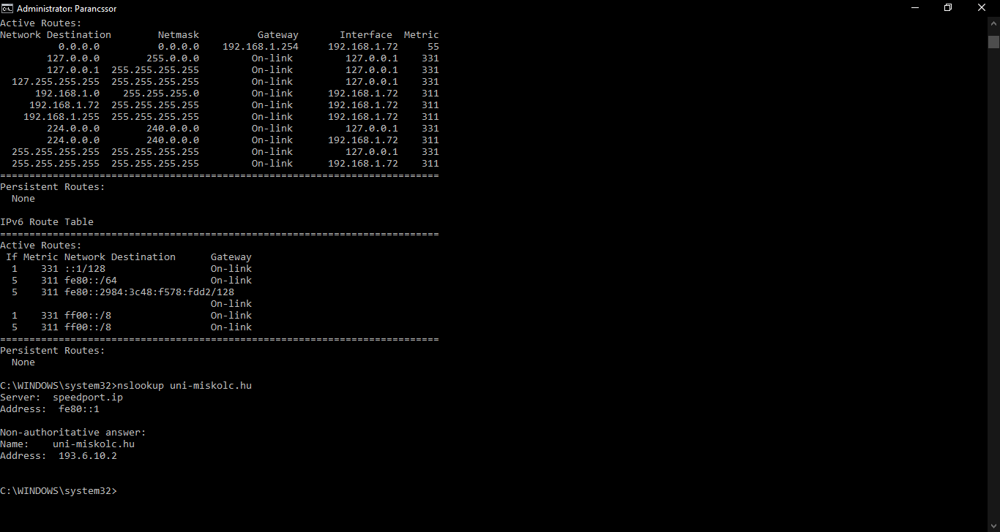 Administrator: Parancssor
Active Routes:
Network Destination        Netmask          Gateway       Interface  Metric
          0.0.0.0          0.0.0.0    192.168.1.254     192.168.1.72     55
        127.0.0.0        255.0.0.0         On-link         127.0.0.1    331
        127.0.0.1  255.255.255.255         On-link         127.0.0.1    331
  127.255.255.255  255.255.255.255         On-link         127.0.0.1    331
      192.168.1.0    255.255.255.0         On-link      192.168.1.72    311
     192.168.1.72  255.255.255.255         On-link      192.168.1.72    311
    192.168.1.255  255.255.255.255         On-link      192.168.1.72    311
        224.0.0.0        240.0.0.0         On-link         127.0.0.1    331
        224.0.0.0        240.0.0.0         On-link      192.168.1.72    311
  255.255.255.255  255.255.255.255         On-link         127.0.0.1    331
  255.255.255.255  255.255.255.255         On-link      192.168.1.72    311
===========================================================================
Persistent Routes:
  None
IPv6 Route Table
===========================================================================
Active Routes:
 If Metric Network Destination      Gateway
  1    331 ::1/128                  On-link
  5    311 fe80::/64                On-link
  5    311 fe80::2984:3c48:f578:fdd2/128
                                    On-link
  1    331 ff00::/8                 On-link
  5    311 ff00::/8                 On-link
===========================================================================
Persistent Routes:
  None
C:\WINDOWS\system32>nslookup uni-miskolc.hu
Server:  speedport.ip
Address:  fe80::1
Non-authoritative answer:
Name:    uni-miskolc.hu
Address:  193.6.10.2
C:\WINDOWS\system32>